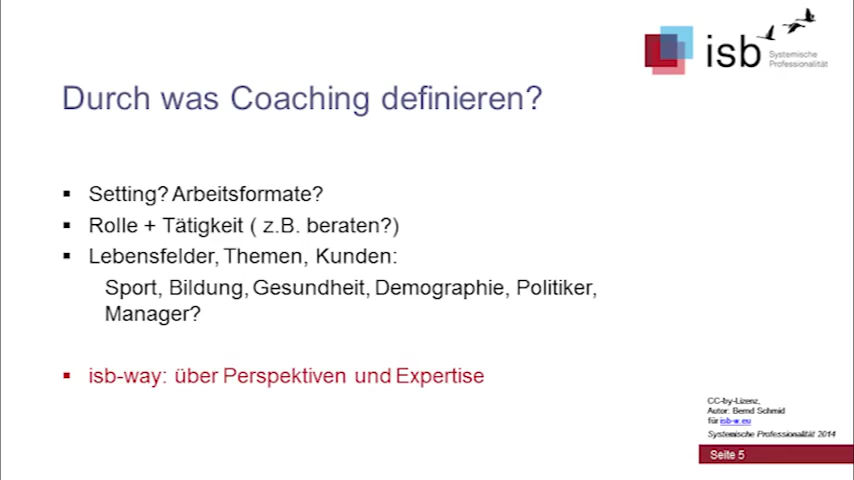 isb
Systemische
Professionalität
Durch was Coaching definieren?
▪ Setting? Arbeitsformate?
▪ Rolle + Tätigkeit ( z.B. beraten?)
▪ Lebensfelder, Themen, Kunden:
Sport, Bildung, Gesundheit, Demographie, Politiker,
Manager?
▪ isb-way: über Perspektiven und Expertise
CC-by-Lizenz,
Autor: Bernd Schmid
für isb-w.eu
Systemische Professionalität 2014
Seite 5